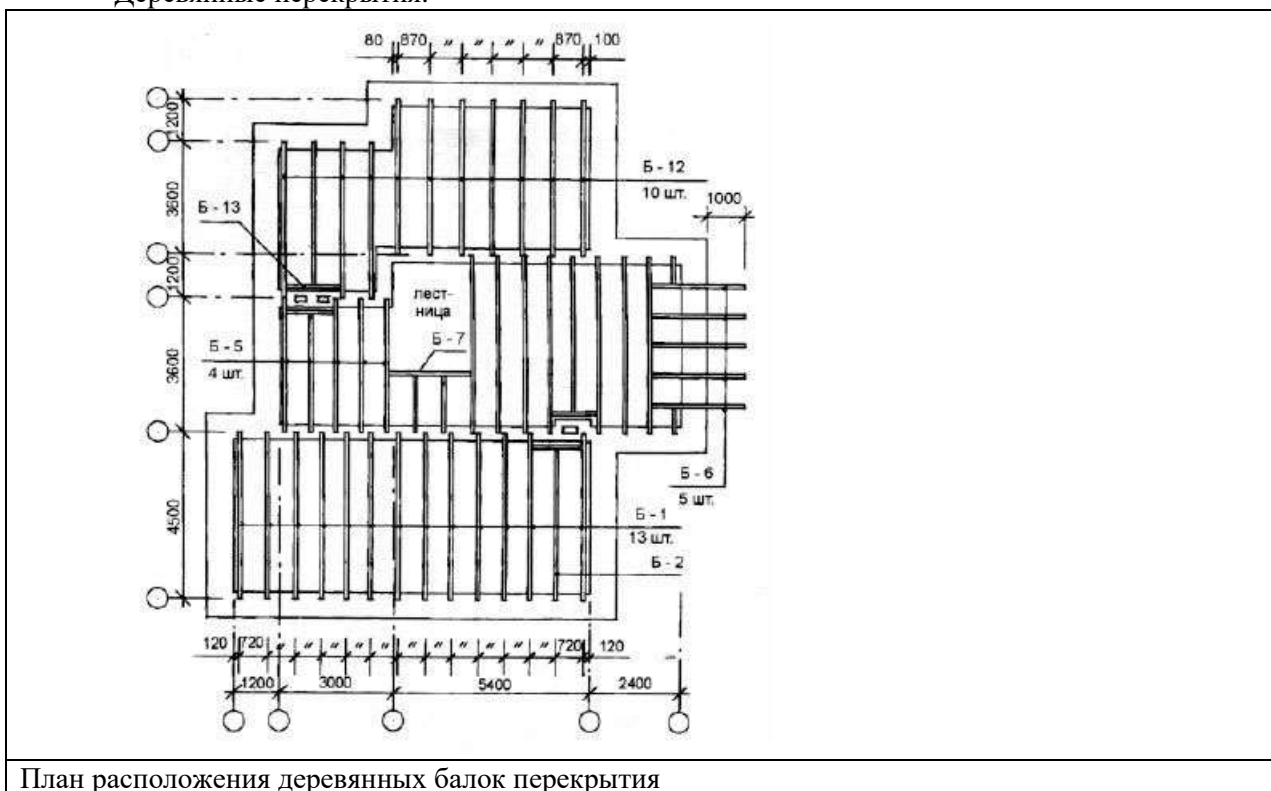 Деревянные перекрытия.
80 870 〃 〃 〃 〃 870 100
1200
3600
1200
3600
4500
Б - 12
10 шт.
1000
Б - 13
лест-
ница
Б - 7
Б - 5
4 шт.
Б - 6
5 шт.
Б - 1
13 шт.
Б - 2
120 720 〃 〃 〃 〃 〃 〃 〃 〃 〃 〃 720 120
1200 3000 5400 2400
План расположения деревянных балок перекрытия